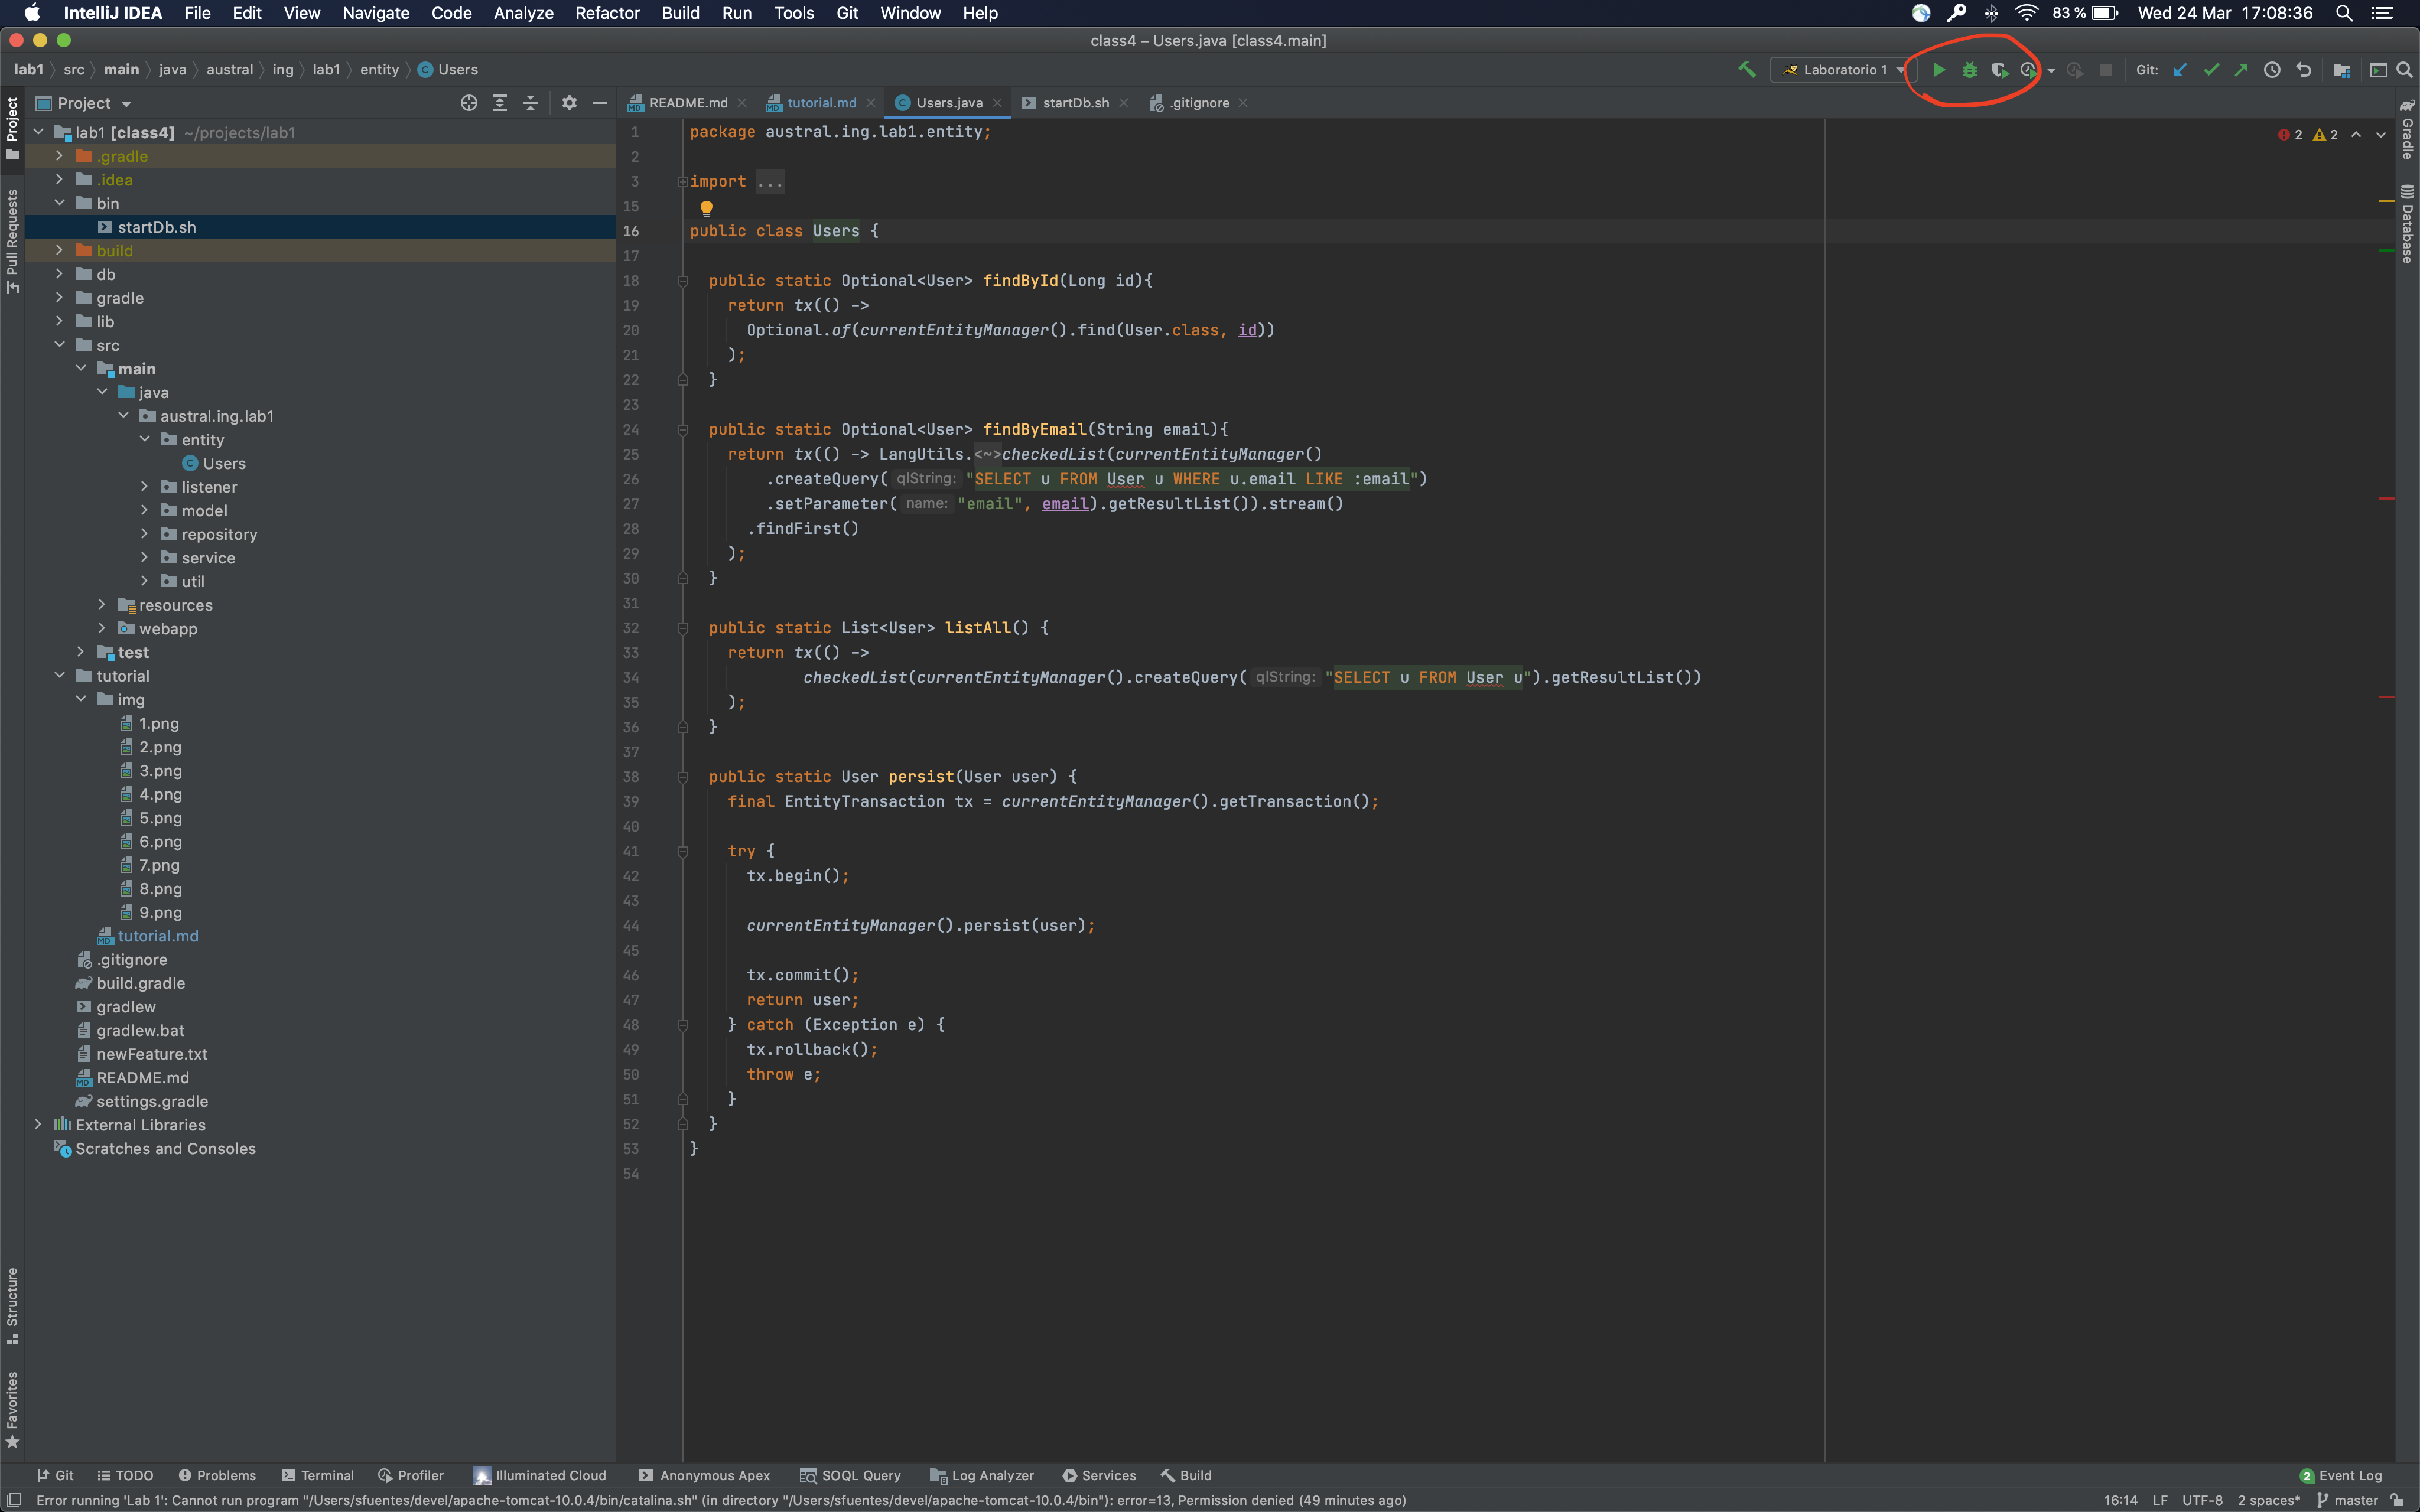 IntelliJ IDEA File Edit View Navigate Code Analyze Refactor Build Run Tools Git Window Help 83 % Wed 24 Mar 17:08:36
class4 – Users.java [class4.main]
lab1 src main java austral ing lab1 entity Users Laboratorio 1 Git:
Project README.md tutorial.md Users.java startDb.sh .gitignore
lab1 [class4] ~/projects/lab1
.gradle
.idea
bin
startDb.sh
build
db
gradle
lib
src
main
java
austral.ing.lab1
entity
Users
listener
model
repository
service
util
resources
webapp
test
tutorial
img
1.png
2.png
3.png
4.png
5.png
6.png
7.png
8.png
9.png
tutorial.md
.gitignore
build.gradle
gradlew
gradlew.bat
newFeature.txt
README.md
settings.gradle
External Libraries
Scratches and Consoles
Project
Pull Requests
Structure
Favorites
1 package austral.ing.lab1.entity;
2
3 import ...
15
16 public class Users {
17
18 public static Optional<User> findById(Long id){
19 return tx(() ->
20 Optional.of(currentEntityManager().find(User.class, id))
21 );
22 }
23
24 public static Optional<User> findByEmail(String email){
25 return tx(() -> LangUtils.<~>checkedList(currentEntityManager()
26 .createQuery( qlString: "SELECT u FROM User u WHERE u.email LIKE :email")
27 .setParameter( name: "email", email).getResultList()).stream()
28 .findFirst()
29 );
30 }
31
32 public static List<User> listAll() {
33 return tx(() ->
34 checkedList(currentEntityManager().createQuery( qlString: "SELECT u FROM User u").getResultList())
35 );
36 }
37
38 public static User persist(User user) {
39 final EntityTransaction tx = currentEntityManager().getTransaction();
40
41 try {
42 tx.begin();
43
44 currentEntityManager().persist(user);
45
46 tx.commit();
47 return user;
48 } catch (Exception e) {
49 tx.rollback();
50 throw e;
51 }
52 }
53 }
54
2 2
Gradle
Database
Git TODO Problems Terminal Profiler Illuminated Cloud Anonymous Apex SOQL Query Log Analyzer Services Build 2 Event Log
Error running 'Lab 1': Cannot run program "/Users/sfuentes/devel/apache-tomcat-10.0.4/bin/catalina.sh" (in directory "/Users/sfuentes/devel/apache-tomcat-10.0.4/bin"): error=13, Permission denied (49 minutes ago) 16:14 LF UTF-8 2 spaces* master